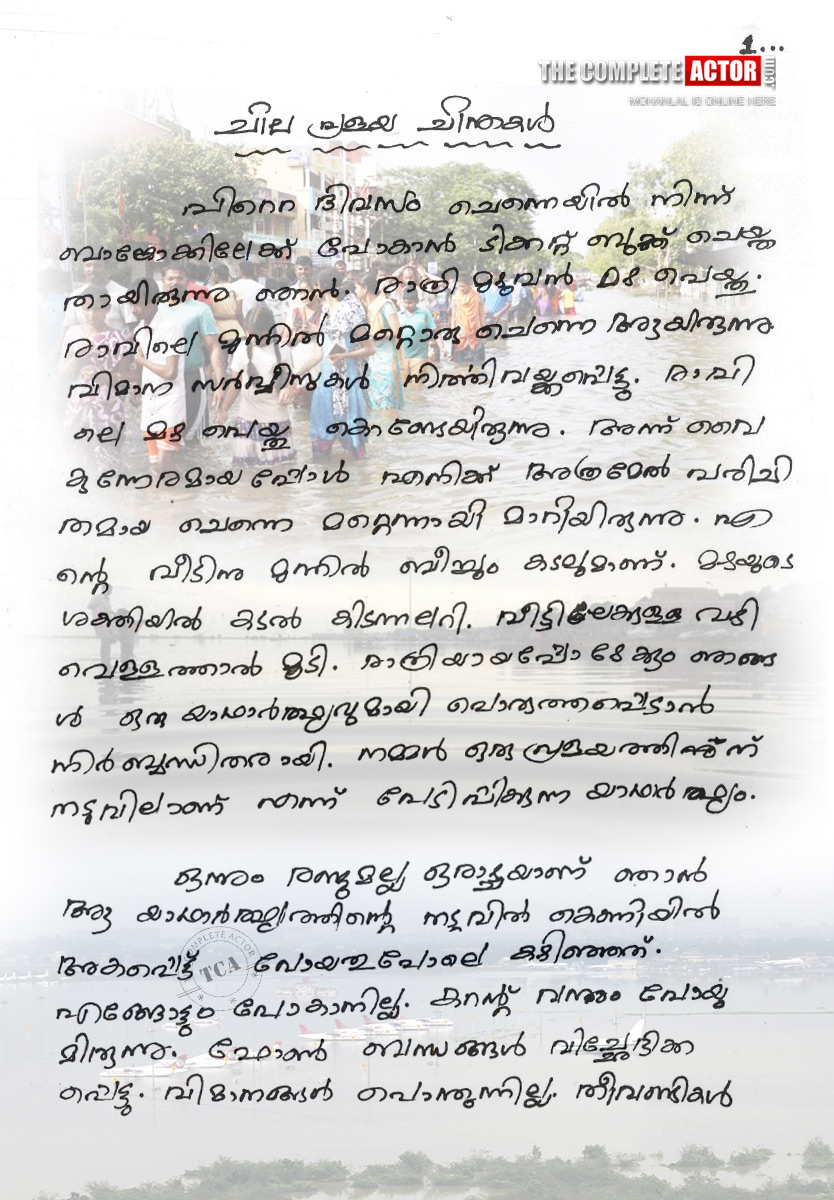 1...
THE COMPLETE ACTOR .com
MOHANLAL IS ONLINE HERE
ചില പ്രളയ ചിന്തകൾ
പിറ്റെ ദിവസം ചെന്നൈയിൽ നിന്ന്
ബാങ്കോക്കിലേക്ക് പോകാൻ ടിക്കറ്റ് ബുക്ക് ചെയ്ത
തായിരുന്നു ഞാൻ. രാത്രി മുഴുവൻ മഴ പെയ്തു.
രാവിലെ മുന്നിൽ മറ്റൊരു ചെന്നൈ ആയിരുന്നു.
വിമാന സർവ്വീസുകൾ നിർത്തിവയ്ക്കപ്പെട്ടു. രാവി
ലെ മഴ പെയ്തു കൊണ്ടേയിരുന്നു. അന്ന് വൈ
കുന്നേരമായപ്പോൾ എനിക്ക് അത്രമേൽ പരിചി
തമായ ചെന്നൈ മറ്റെന്തായി മാറിയിരുന്നു. എ
ന്റെ വീടിനു മുന്നിൽ ബീച്ചും കടലുമാണ്. മഴയുടെ
ശക്തിയിൽ കടൽ കിടന്നലറി. വീട്ടിലേക്കുള്ള വഴി
വെള്ളത്താൽ മൂടി. രാത്രിയായപ്പോഴേക്കും ഞങ്ങ
ൾ ഒരു യാഥാർത്ഥ്യവുമായി പൊരുത്തപ്പെടാൻ
നിർബ്ബന്ധിതരായി. നമ്മൾ ഒരു പ്രളയത്തിന്
നടുവിലാണ് എന്ന് പേടിപ്പിക്കുന്ന യാഥാർത്ഥ്യം.
ഒന്നും രണ്ടുമല്ല ഒരാഴ്ചയാണ് ഞാൻ
ആ യാഥാർത്ഥ്യത്തിന്റെ നടുവിൽ കെണിയിൽ
അകപ്പെട്ട് പോയതുപോലെ കഴിഞ്ഞത്.
എങ്ങോട്ടും പോകാനില്ല. കറന്റ് വന്നും പോയു
മിരുന്നു. ഫോൺ ബന്ധങ്ങൾ വിച്ഛേദിക്ക
പ്പെട്ടു. വിമാനങ്ങൾ പൊന്തുന്നില്ല. തീവണ്ടികൾ
COMPLETE ACTOR
TCA